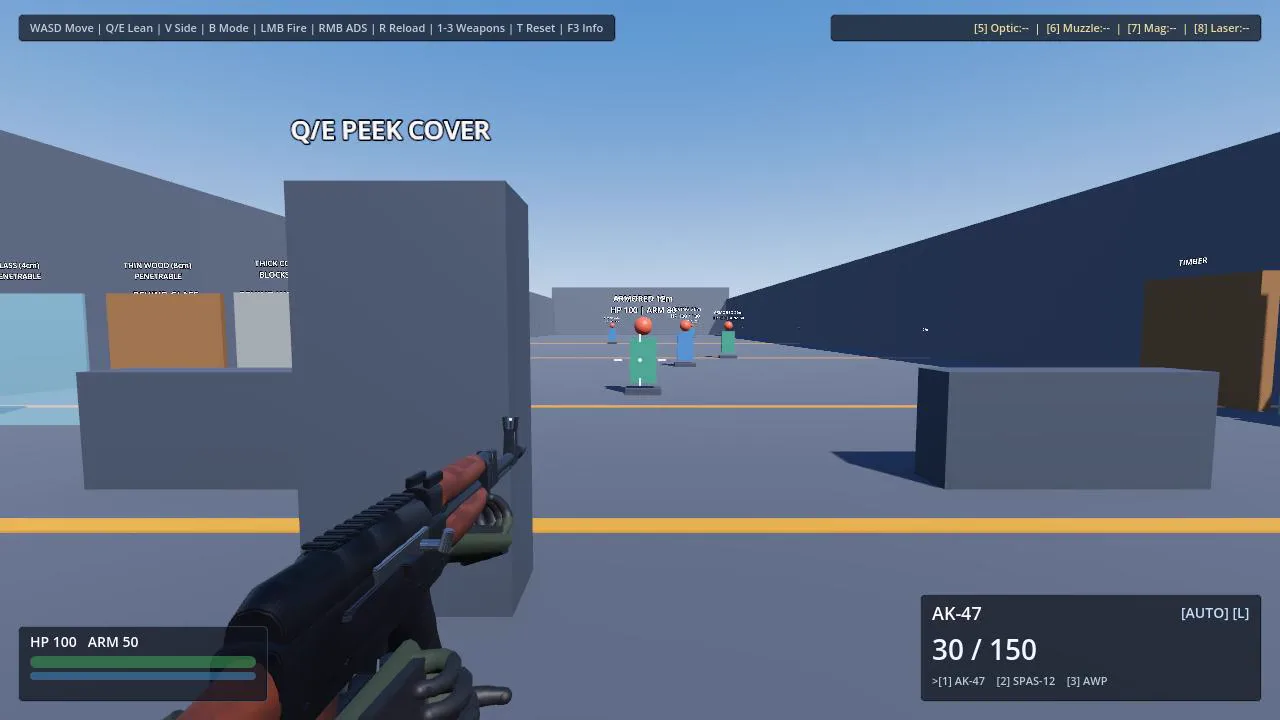 WASD Move | Q/E Lean | V Side | B Mode | LMB Fire | RMB ADS | R Reload | 1-3 Weapons | T Reset | F3 Info
[5] Optic:-- | [6] Muzzle:-- | [7] Mag:-- | [8] Laser:--
Q/E PEEK COVER
THIN WOOD (8cm)
PENETRABLE
BLOCKS
TIMBER
HP 100 | ARM
HP 100 ARM 50
AK-47 [AUTO] [L]
30 / 150
>[1] AK-47 [2] SPAS-12 [3] AWP